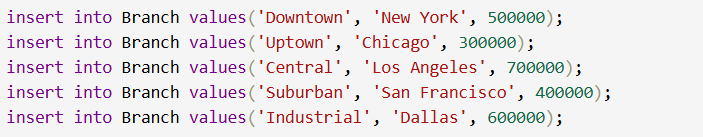 insert into Branch values('Downtown', 'New York', 500000);
insert into Branch values('Uptown', 'Chicago', 300000);
insert into Branch values('Central', 'Los Angeles', 700000);
insert into Branch values('Suburban', 'San Francisco', 400000);
insert into Branch values('Industrial', 'Dallas', 600000);